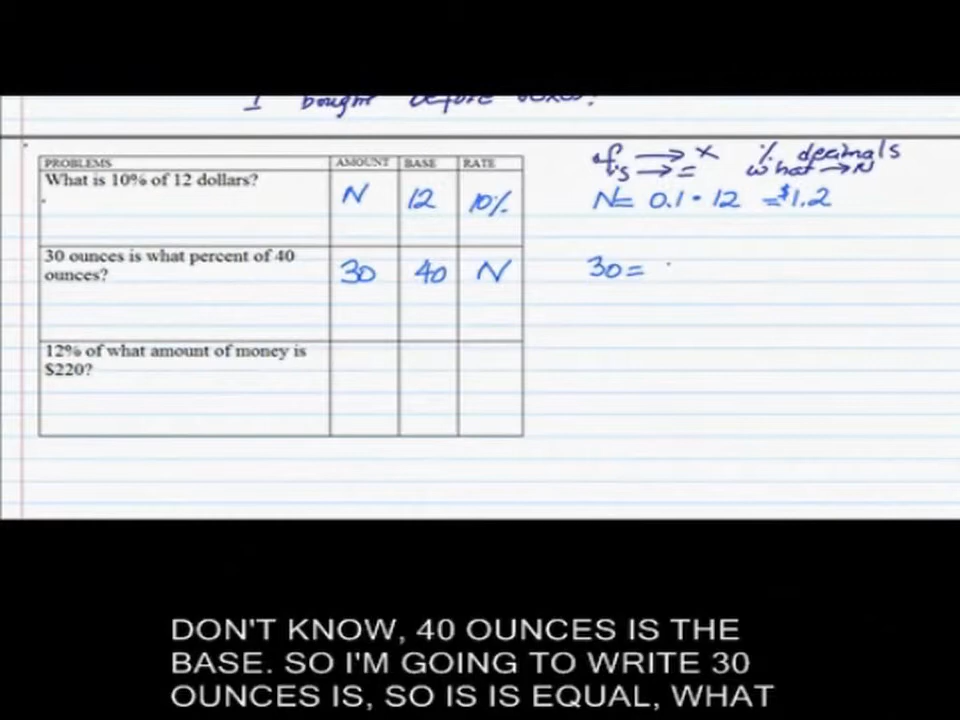 I bought before boxes?
PROBLEMS AMOUNT BASE RATE
What is 10% of 12 dollars? N 12 10%
30 ounces is what percent of 40
ounces? 30 40 N
12% of what amount of money is
$220?
of → × % decimals
is → = what → N
N = 0.1 · 12 = $1.2
30 =
DON'T KNOW, 40 OUNCES IS THE
BASE. SO I'M GOING TO WRITE 30
OUNCES IS, SO IS IS EQUAL, WHAT